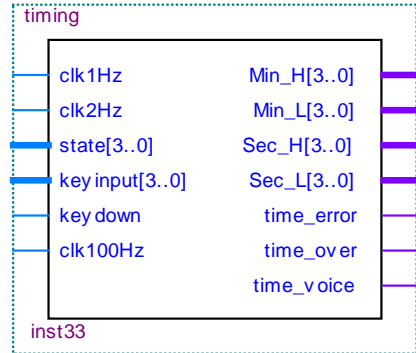 timing
clk1Hz
Min_H[3..0]
clk2Hz
Min_L[3..0]
state[3..0]
Sec_H[3..0]
keyinput[3..0]
Sec_L[3..0]
keydown
time_error
clk100Hz
time_over
time_voice
inst33